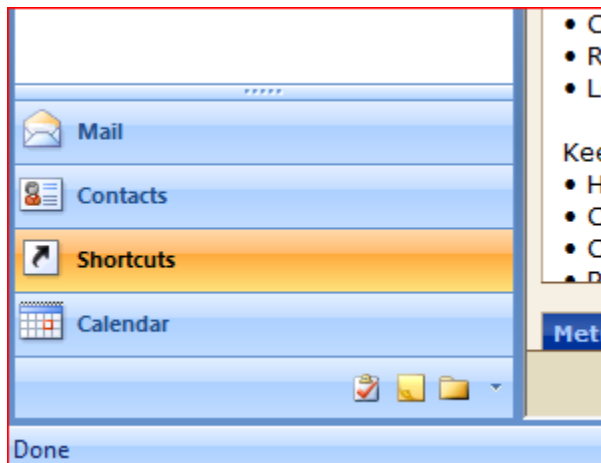 Mail
Contacts
Shortcuts
Calendar
Done
• C
• R
• L
Kee
• H
• C
• C
Met